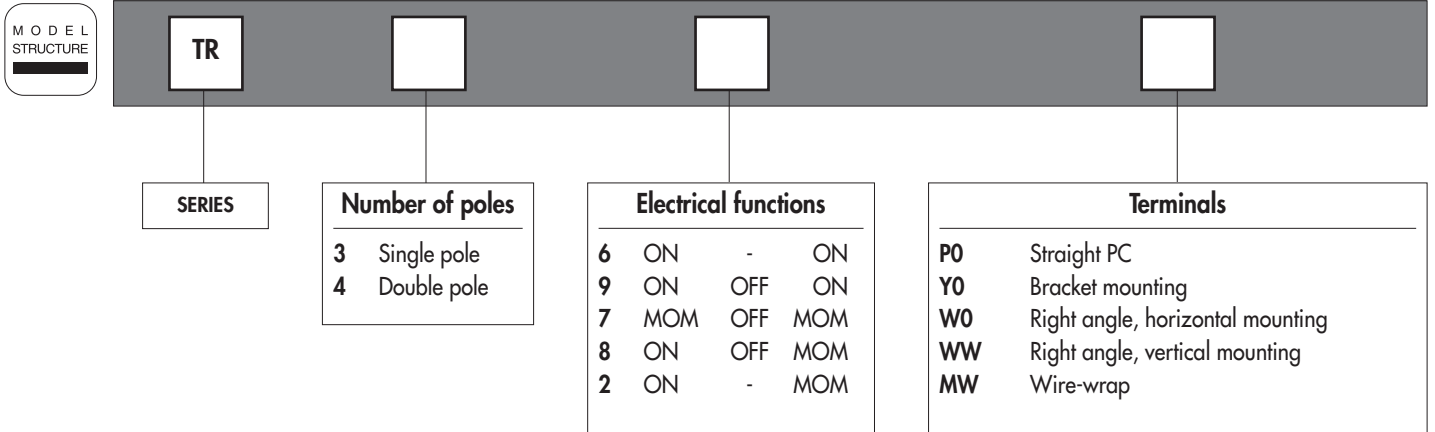 M O D E L
STRUCTURE
TR
SERIES
Number of poles
3 Single pole
4 Double pole
Electrical functions
6 ON - ON
9 ON OFF ON
7 MOM OFF MOM
8 ON OFF MOM
2 ON - MOM
Terminals
P0 Straight PC
Y0 Bracket mounting
W0 Right angle, horizontal mounting
WW Right angle, vertical mounting
MW Wire-wrap